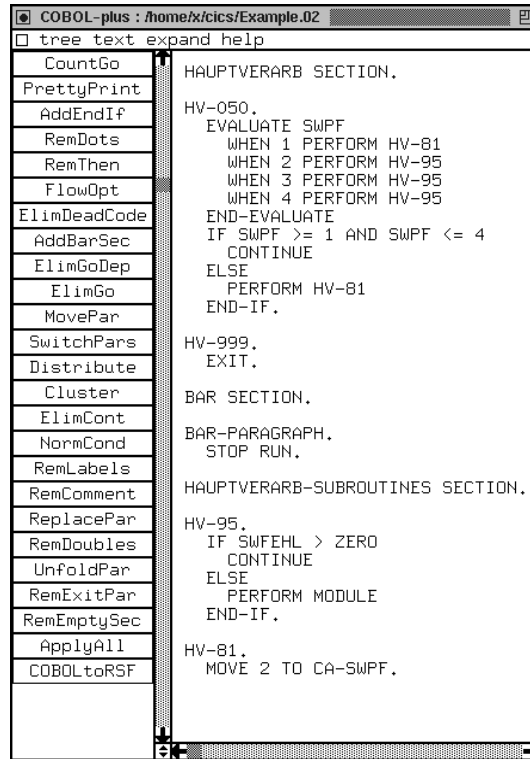 COBOL-plus : /home/x/cics/Example.02
tree text expand help
CountGo
PrettyPrint
AddEndIf
RemDots
RemThen
FlowOpt
ElimDeadCode
AddBarSec
ElimGoDep
ElimGo
MovePar
SwitchPars
Distribute
Cluster
ElimCont
NormCond
RemLabels
RemComment
ReplacePar
RemDoubles
UnfoldPar
RemExitPar
RemEmptySec
ApplyAll
COBOLtoRSF
HAUPTVERARB SECTION.
HV-050.
EVALUATE SWPF
WHEN 1 PERFORM HV-81
WHEN 2 PERFORM HV-95
WHEN 3 PERFORM HV-95
WHEN 4 PERFORM HV-95
END-EVALUATE
IF SWPF >= 1 AND SWPF <= 4
CONTINUE
ELSE
PERFORM HV-81
END-IF.
HV-999.
EXIT.
BAR SECTION.
BAR-PARAGRAPH.
STOP RUN.
HAUPTVERARB-SUBROUTINES SECTION.
HV-95.
IF SWFEHL > ZERO
CONTINUE
ELSE
PERFORM MODULE
END-IF.
HV-81.
MOVE 2 TO CA-SWPF.